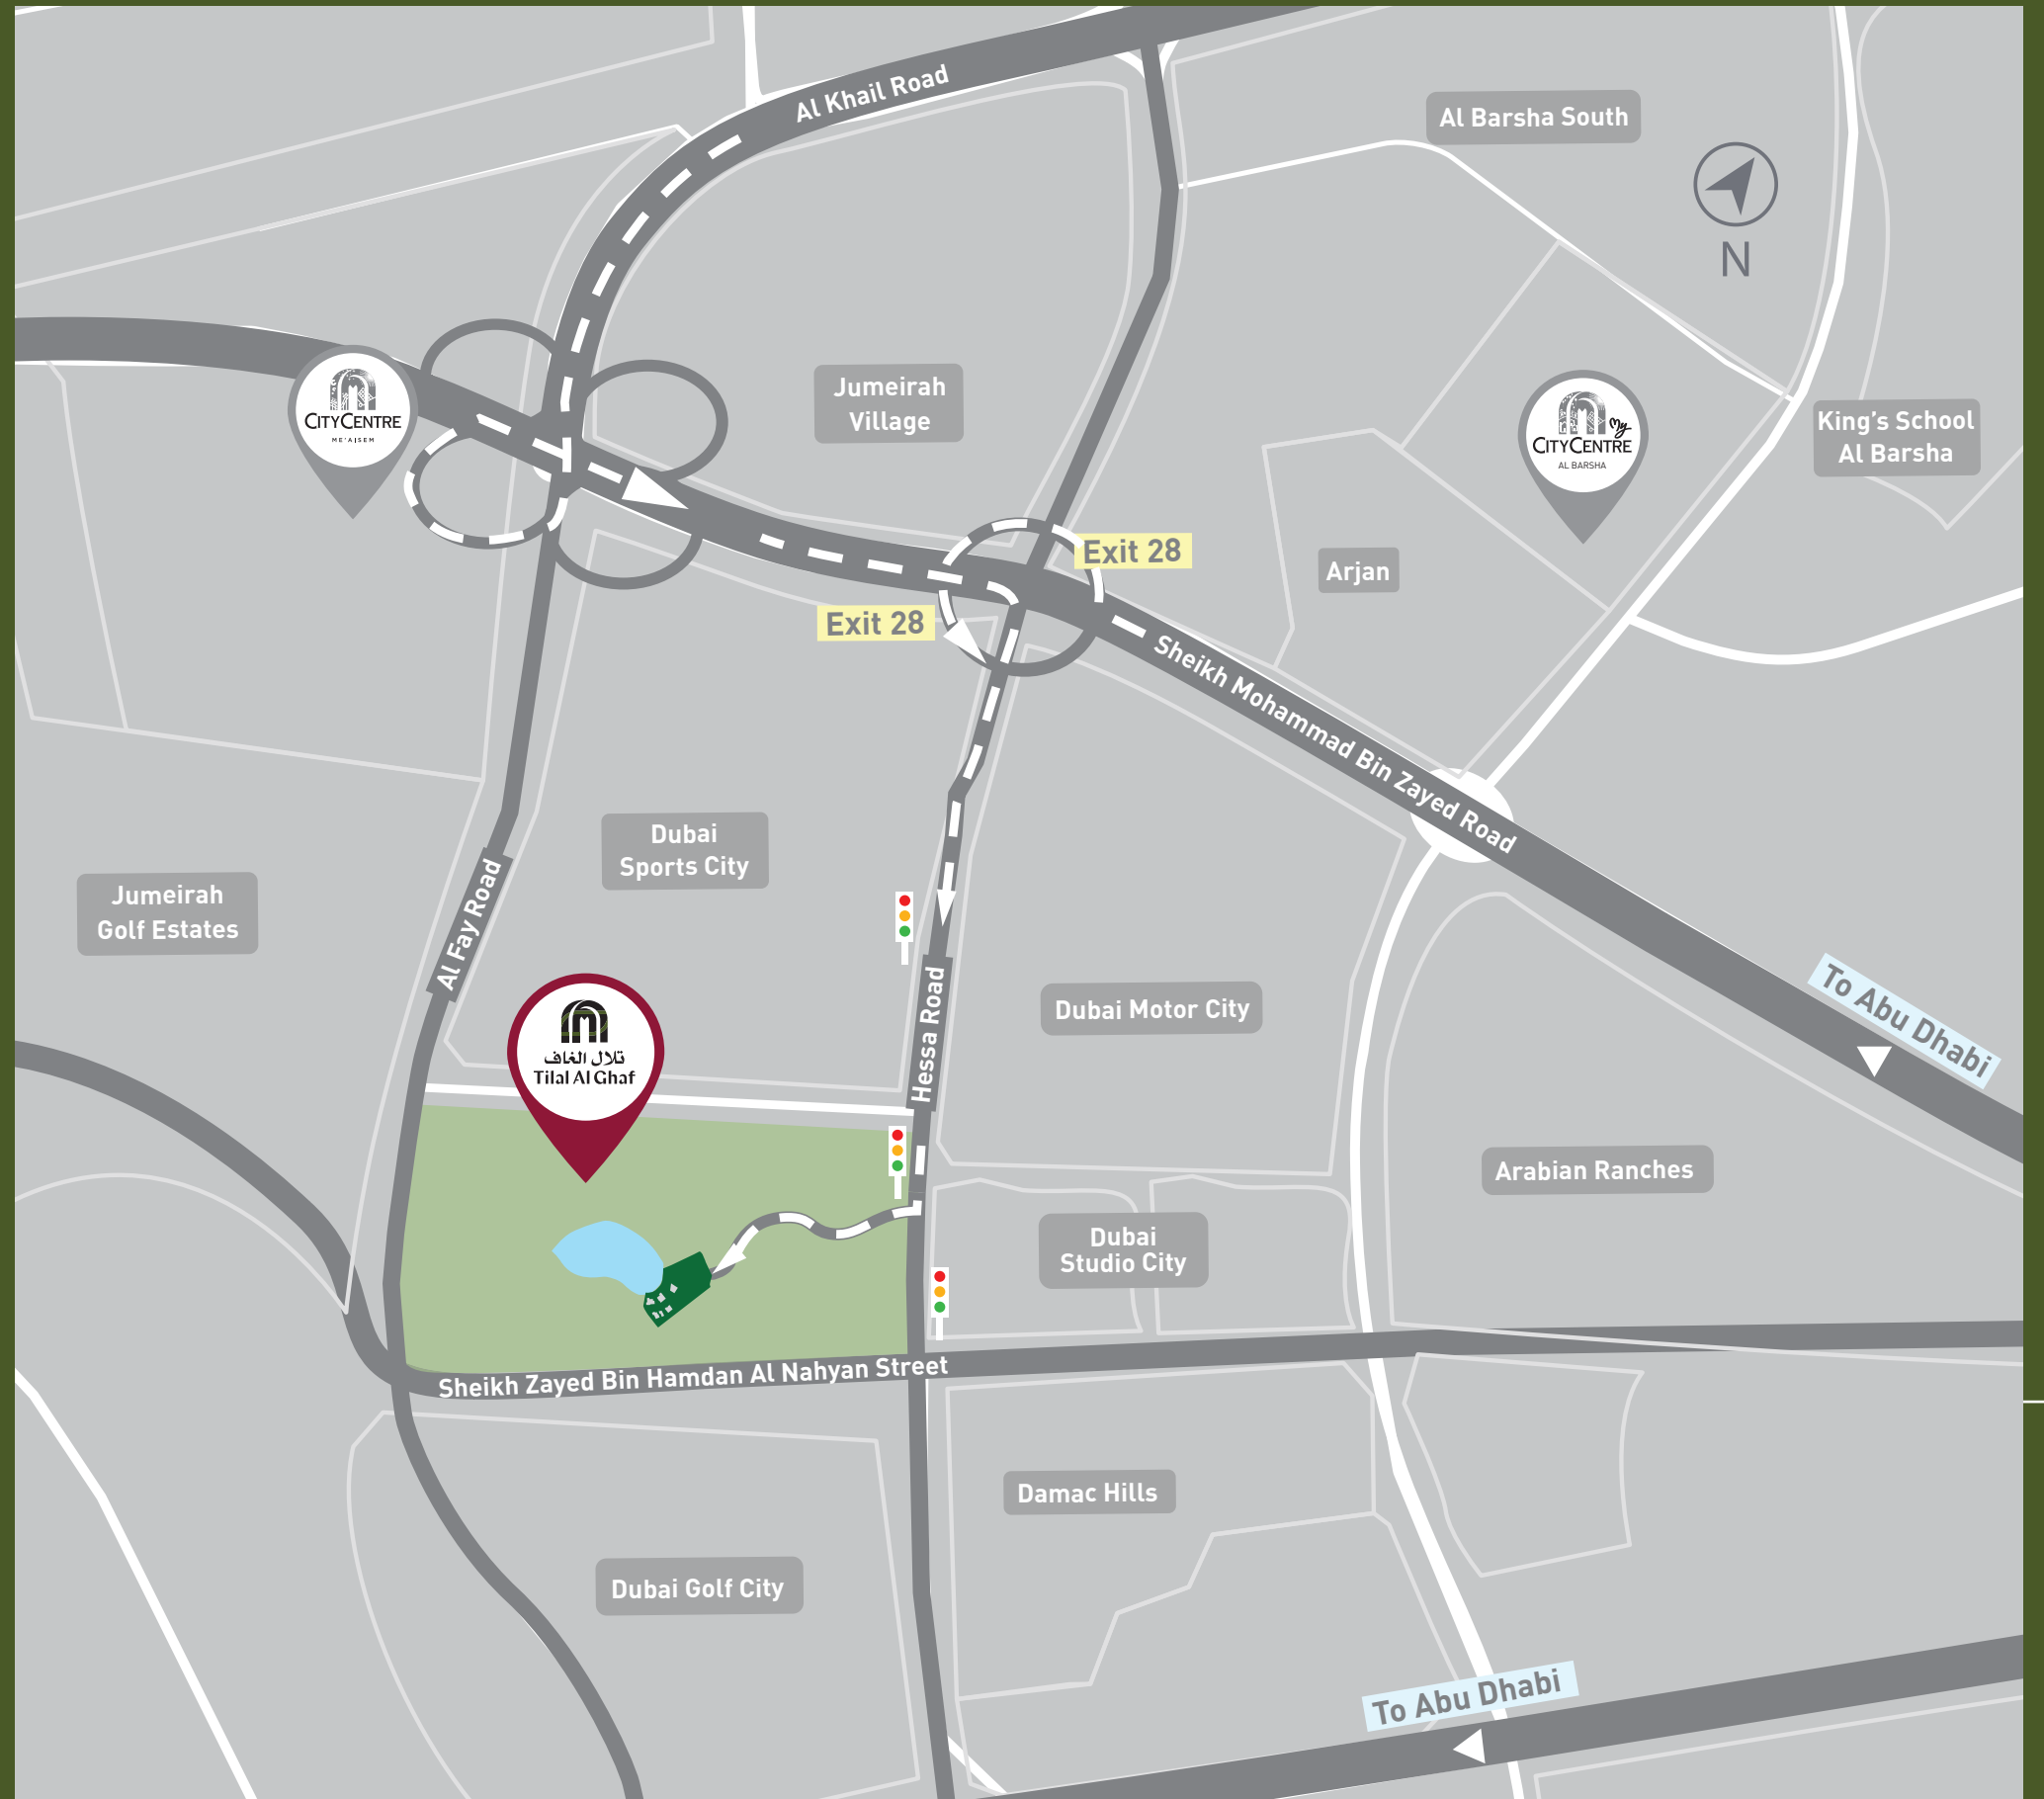 Al Khail Road
Al Barsha South
N
Jumeirah
Village
CITY CENTRE
ME'AISEM
My
CITY CENTRE
AL BARSHA
King's School
Al Barsha
Exit 28
Arjan
Exit 28
Sheikh Mohammad Bin Zayed Road
Dubai
Sports City
Jumeirah
Golf Estates
Al Fay Road
Hessa Road
Dubai Motor City
To Abu Dhabi
تلال الغاف
Tilal Al Ghaf
Arabian Ranches
Dubai
Studio City
Sheikh Zayed Bin Hamdan Al Nahyan Street
Damac Hills
Dubai Golf City
To Abu Dhabi